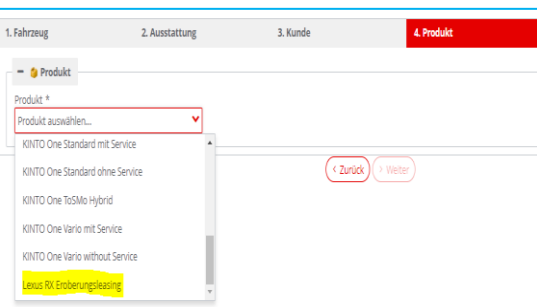 1. Fahrzeug 2. Ausstattung 3. Kunde 4. Produkt
Produkt
Produkt *
Produkt auswählen...
KINTO One Standard mit Service
KINTO One Standard ohne Service
KINTO One ToSMo Hybrid
KINTO One Vario mit Service
KINTO One Vario without Service
Lexus RX Eroberungsleasing
Zurück Weiter